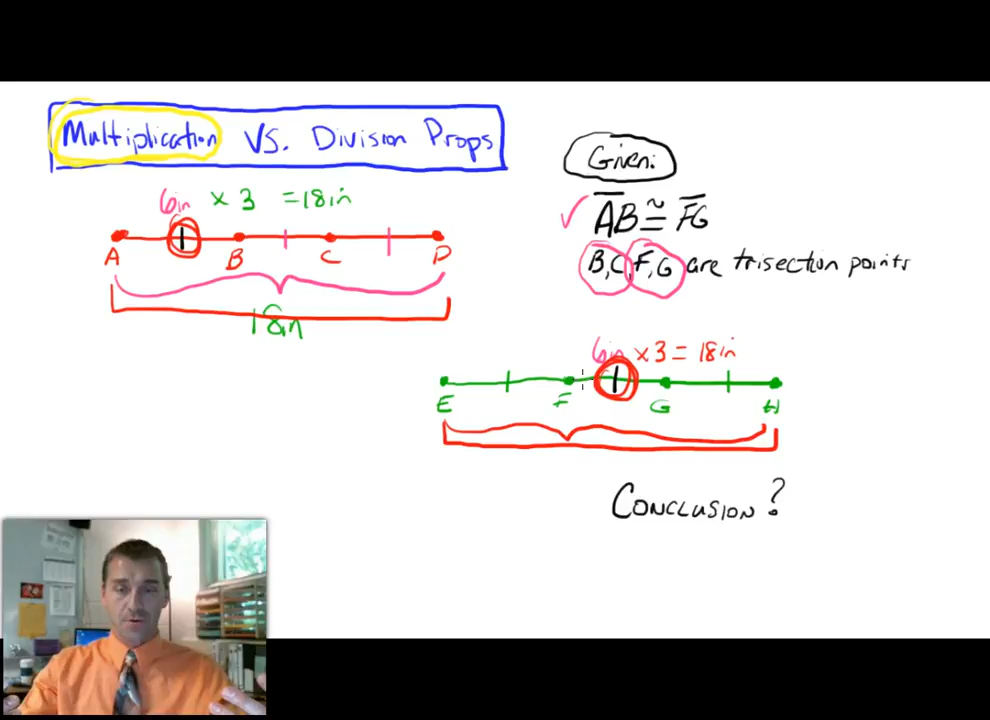 Multiplication VS. Division Props
6in × 3 = 18in
A B C D
18in
Given:
AB ≅ FG
B, C, F, G are trisection points
6in × 3 = 18in
E F G H
Conclusion?